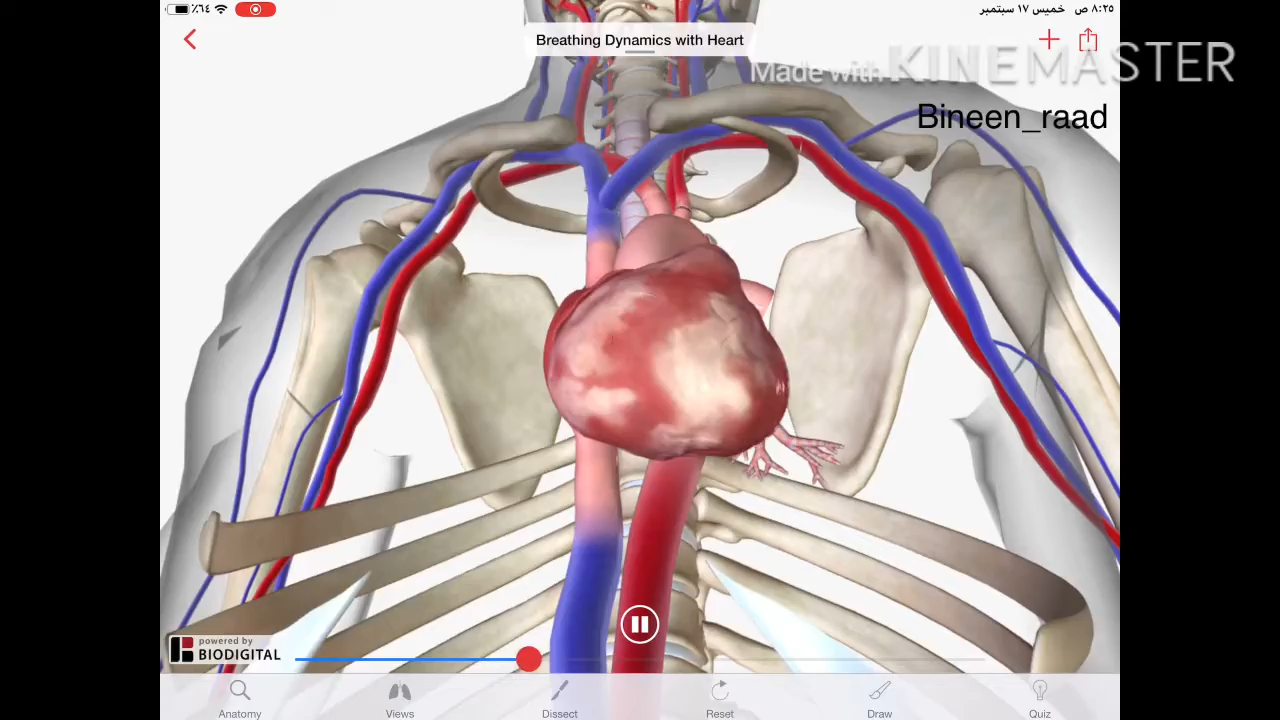 ٪٦٤
٨:٢٥ ص خميس ١٧ سبتمبر
Breathing Dynamics with Heart
Made with KINEMASTER
Bineen_raad
powered by
BIODIGITAL
Anatomy
Views
Dissect
Reset
Draw
Quiz